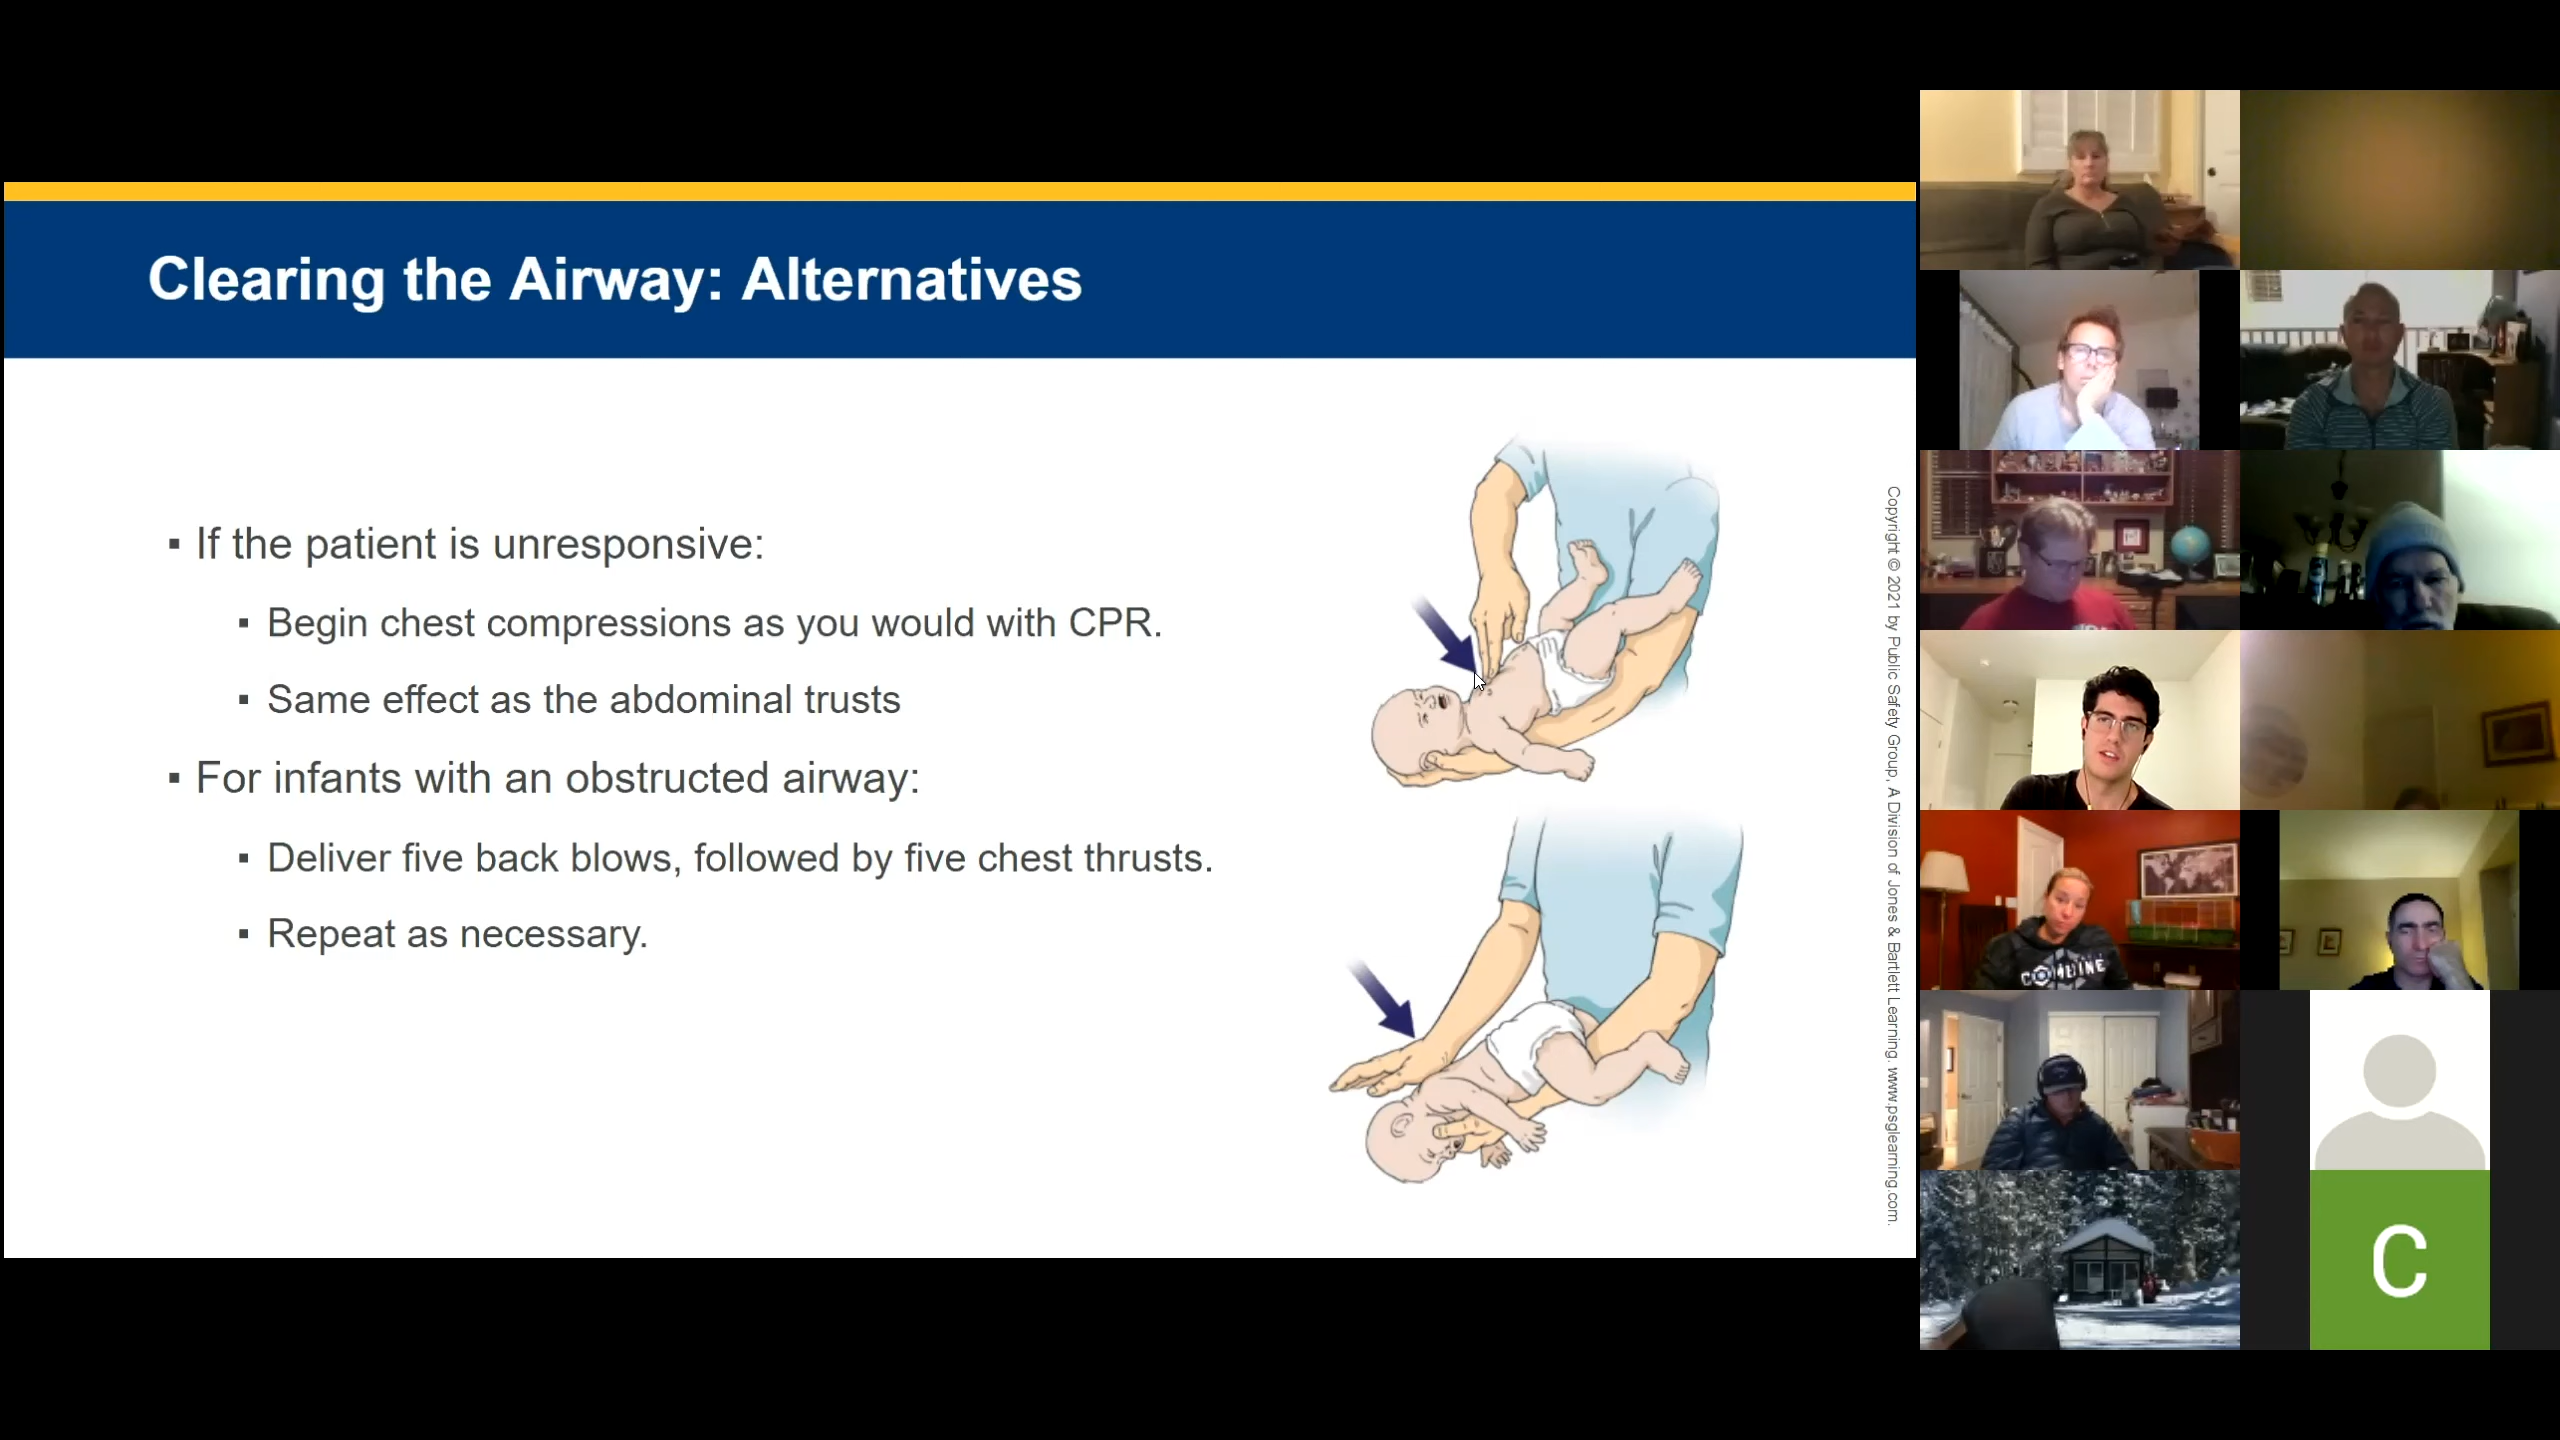 Clearing the Airway: Alternatives
▪ If the patient is unresponsive:
▪ Begin chest compressions as you would with CPR.
▪ Same effect as the abdominal trusts
▪ For infants with an obstructed airway:
▪ Deliver five back blows, followed by five chest thrusts.
▪ Repeat as necessary.
Copyright © 2021 by Public Safety Group, A Division of Jones & Bartlett Learning. www.psglearning.com.
COMBINE
C